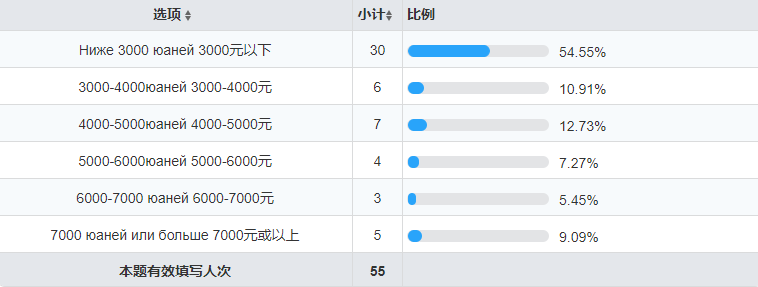 选项 小计 比例
Ниже 3000 юаней 3000元以下 30 54.55%
3000-4000юаней 3000-4000元 6 10.91%
4000-5000юаней 4000-5000元 7 12.73%
5000-6000юаней 5000-6000元 4 7.27%
6000-7000 юаней 6000-7000元 3 5.45%
7000 юаней или больше 7000元或以上 5 9.09%
本题有效填写人次 55